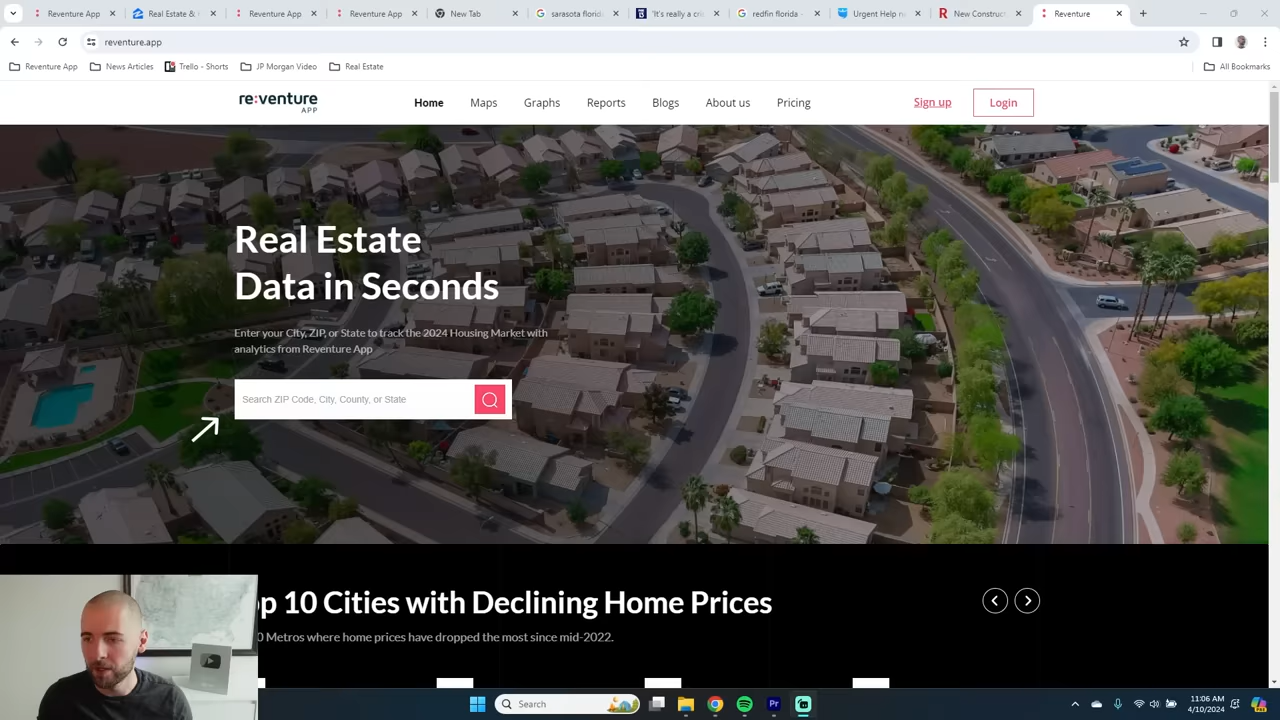 Reventure App
Real Estate & H
Reventure App
Reventure App
New Tab
sarasota florid
"It's really a cr
redfin florida -
Urgent Help n
New Construct
Reventure
reventure.app
Reventure App
News Articles
Trello - Shorts
JP Morgan Video
Real Estate
All Bookmarks
re:venture
APP
Home
Maps
Graphs
Reports
Blogs
About us
Pricing
Sign up
Login
Real Estate
Data in Seconds
Enter your City, ZIP, or State to track the 2024 Housing Market with
analytics from Reventure App
Search ZIP Code, City, County, or State
p 10 Cities with Declining Home Prices
0 Metros where home prices have dropped the most since mid-2022.
Search
11:06 AM
4/10/2024